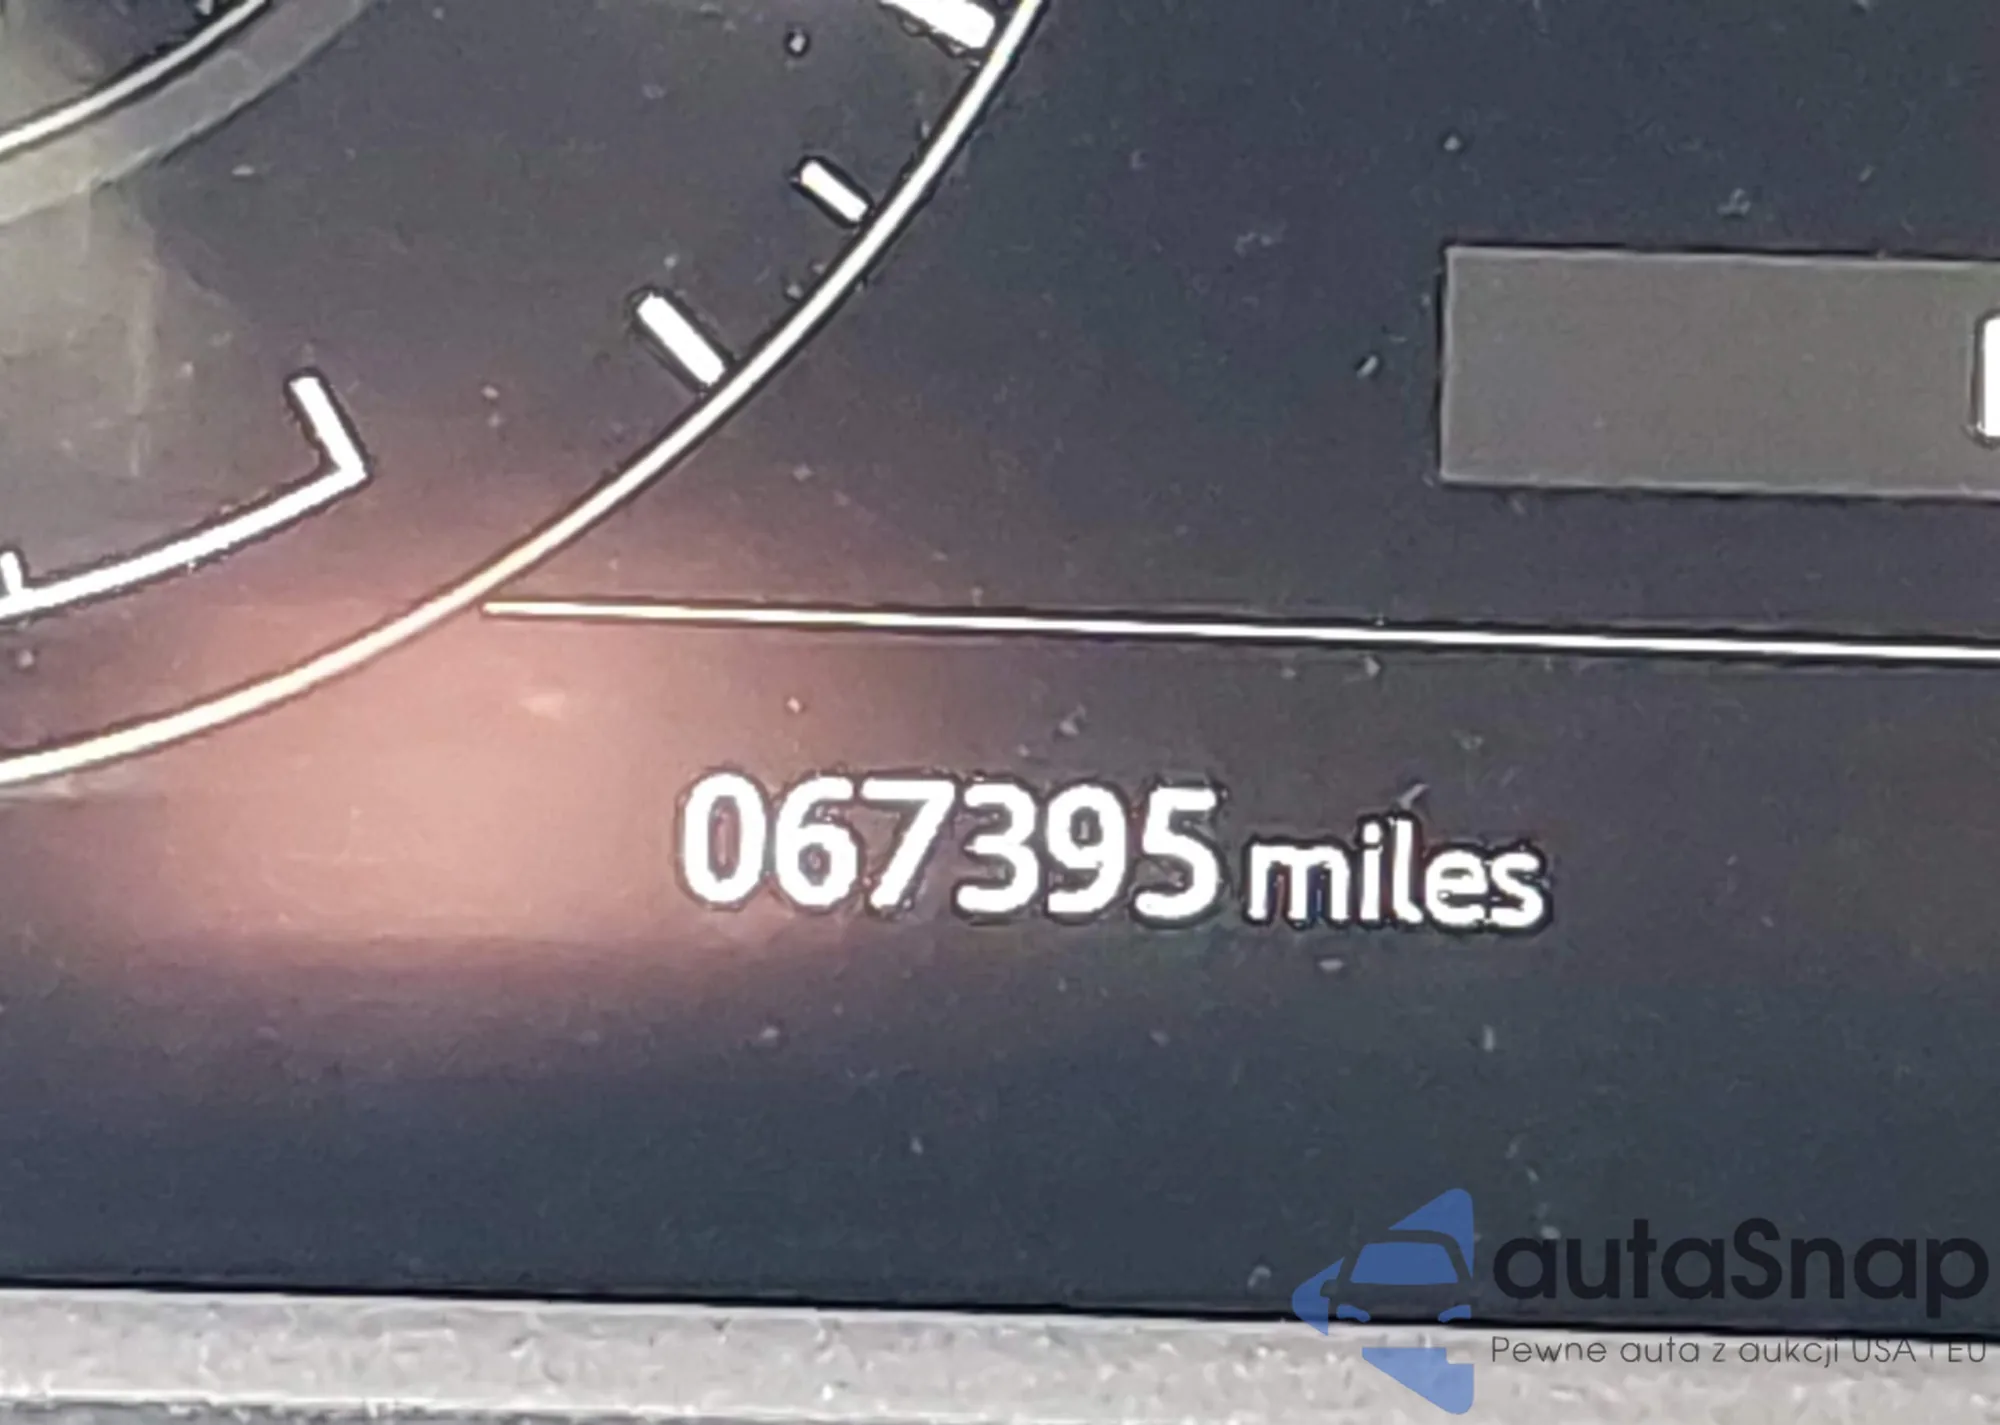 067395 miles
autaSnap
Pewne auta z aukcji USA i EU